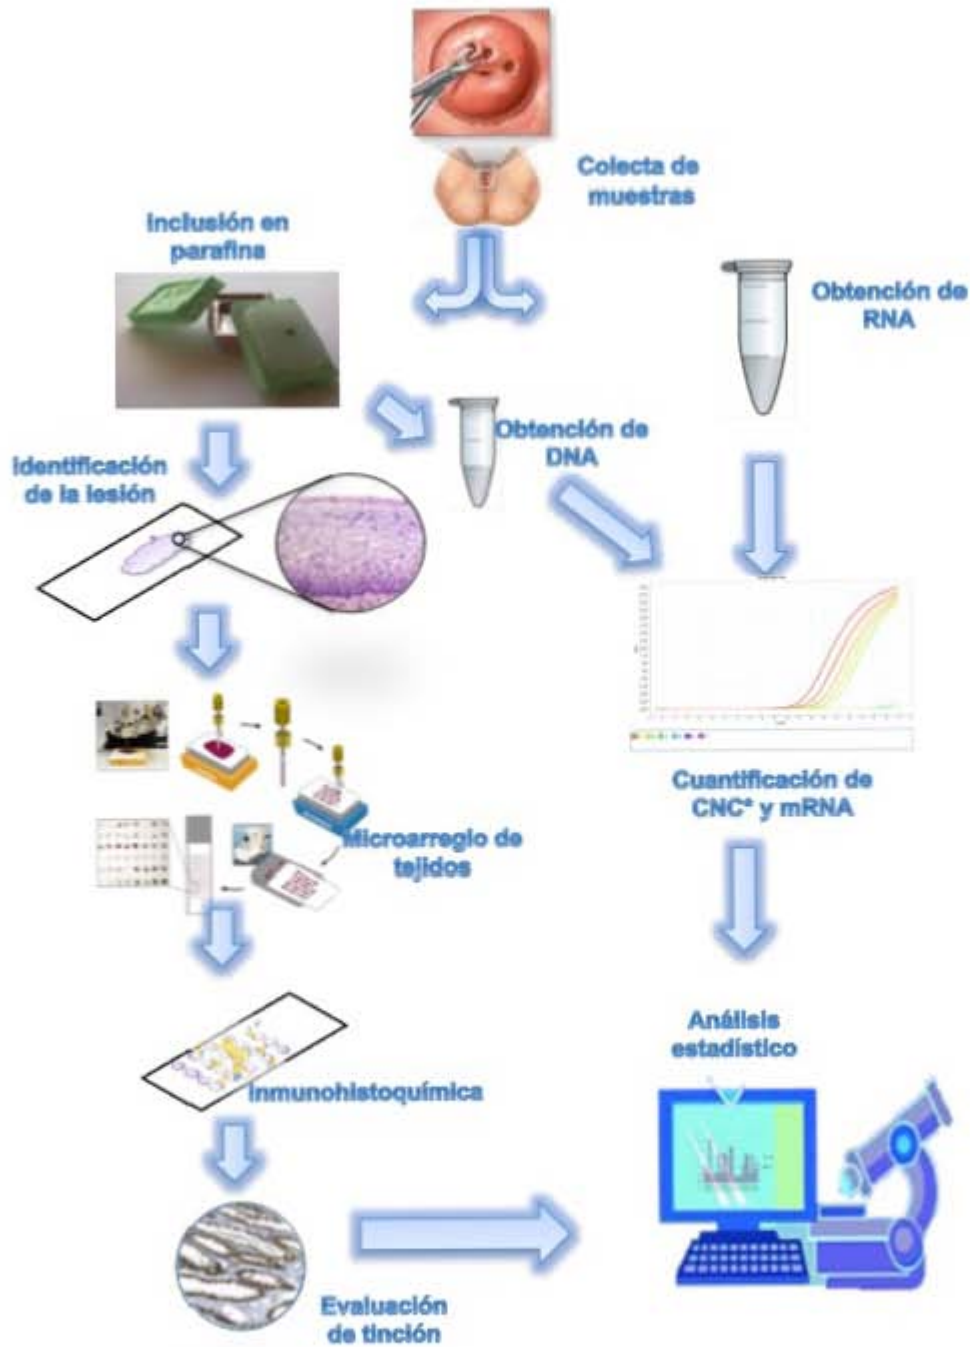 Colecta de
muestras
Inclusión en
parafina
Obtención de
RNA
Obtención de
DNA
Identificación
de la lesión
Cuantificación de
CNC* y mRNA
Microarreglo de
tejidos
Análisis
estadístico
Inmunohistoquímica
Evaluación
de tinción